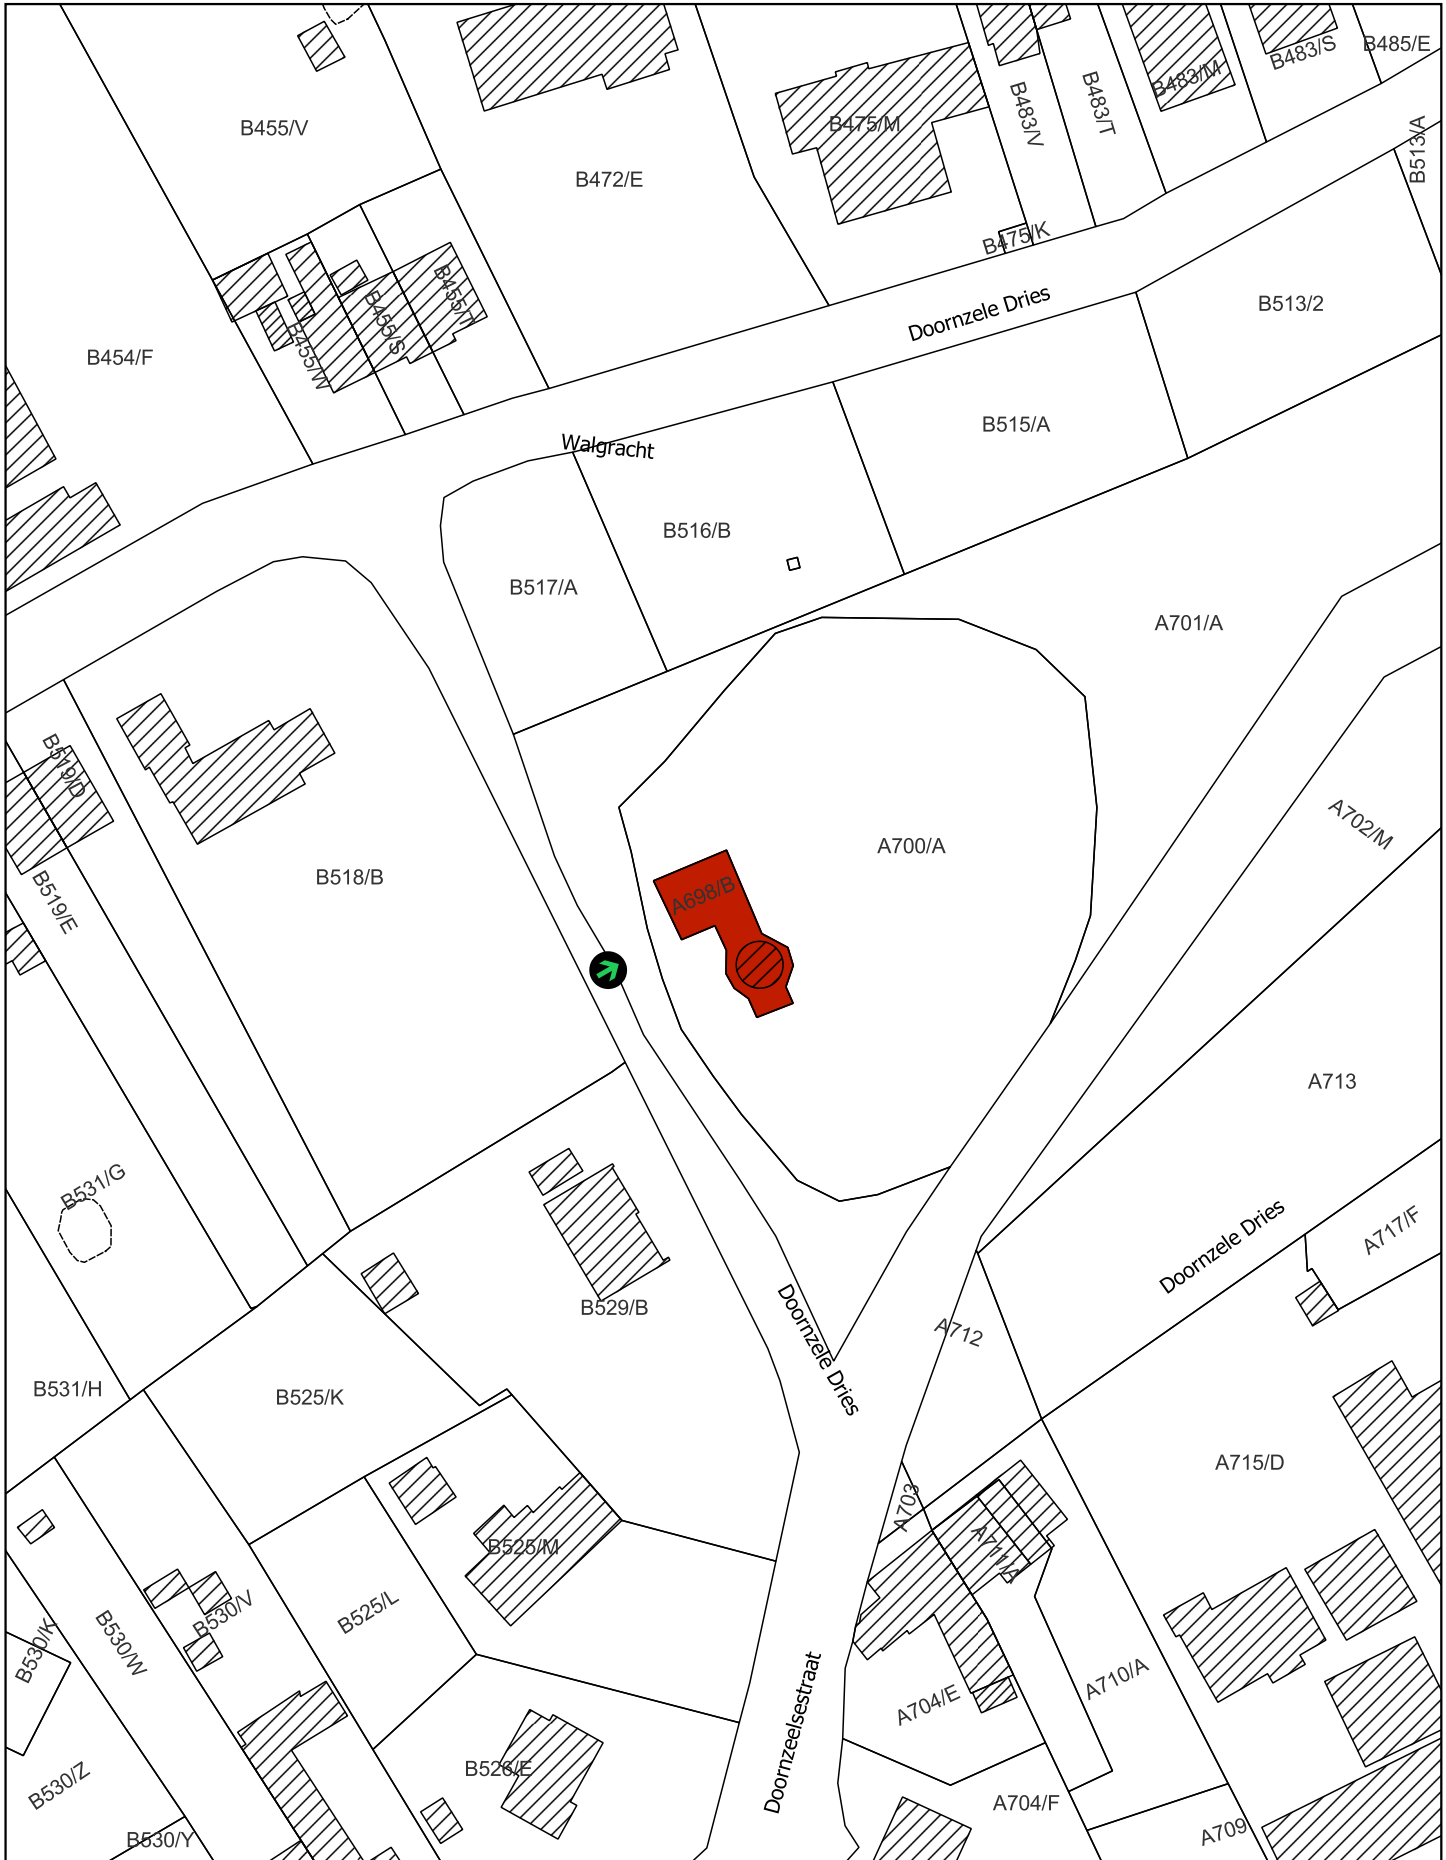 B485/E
B483/S
B483/M
B483/T
B483/V
B475/M
B455/V
B513/A
B472/E
B475/K
Doornzele Dries
B513/2
B455/T
B455/S
B455/W
B454/F
B515/A
Walgracht
B516/B
B517/A
A701/A
B519/D
A702/M
A700/A
B518/B
A698/B
B519/E
A713
B531/G
Doornzele Dries
A717/F
B529/B
A712
Doornzele Dries
B531/H
B525/K
A715/D
A703
B525/M
A711/A
B525/L
B530/V
B530/W
B530/K
A710/A
A704/E
Doornzeelsestraat
B526/E
B530/Z
A704/F
A709
B530/Y